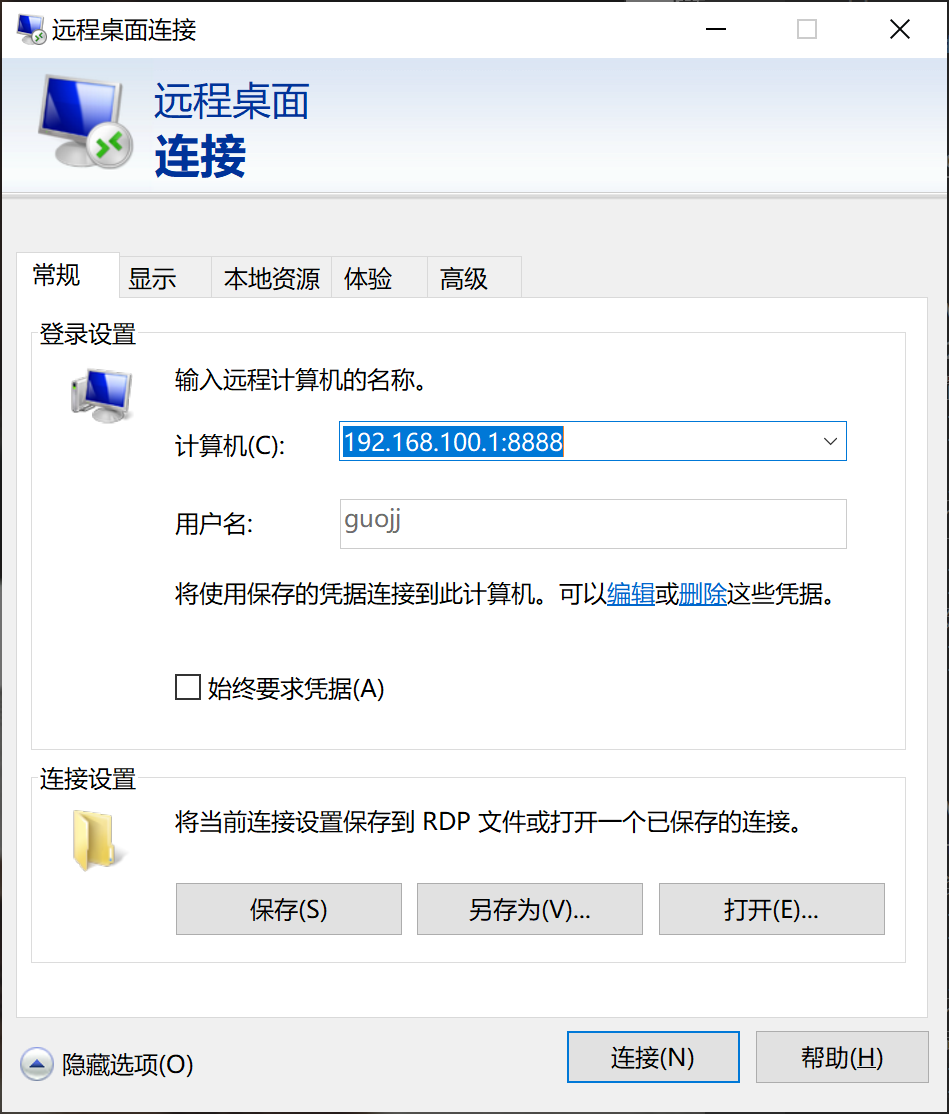 远程桌面连接
远程桌面
连接
常规 显示 本地资源 体验 高级
登录设置
输入远程计算机的名称。
计算机(C): 192.168.100.1:8888
用户名: guojj
将使用保存的凭据连接到此计算机。可以编辑或删除这些凭据。
始终要求凭据(A)
连接设置
将当前连接设置保存到 RDP 文件或打开一个已保存的连接。
保存(S) 另存为(V)... 打开(E)...
隐藏选项(O) 连接(N) 帮助(H)